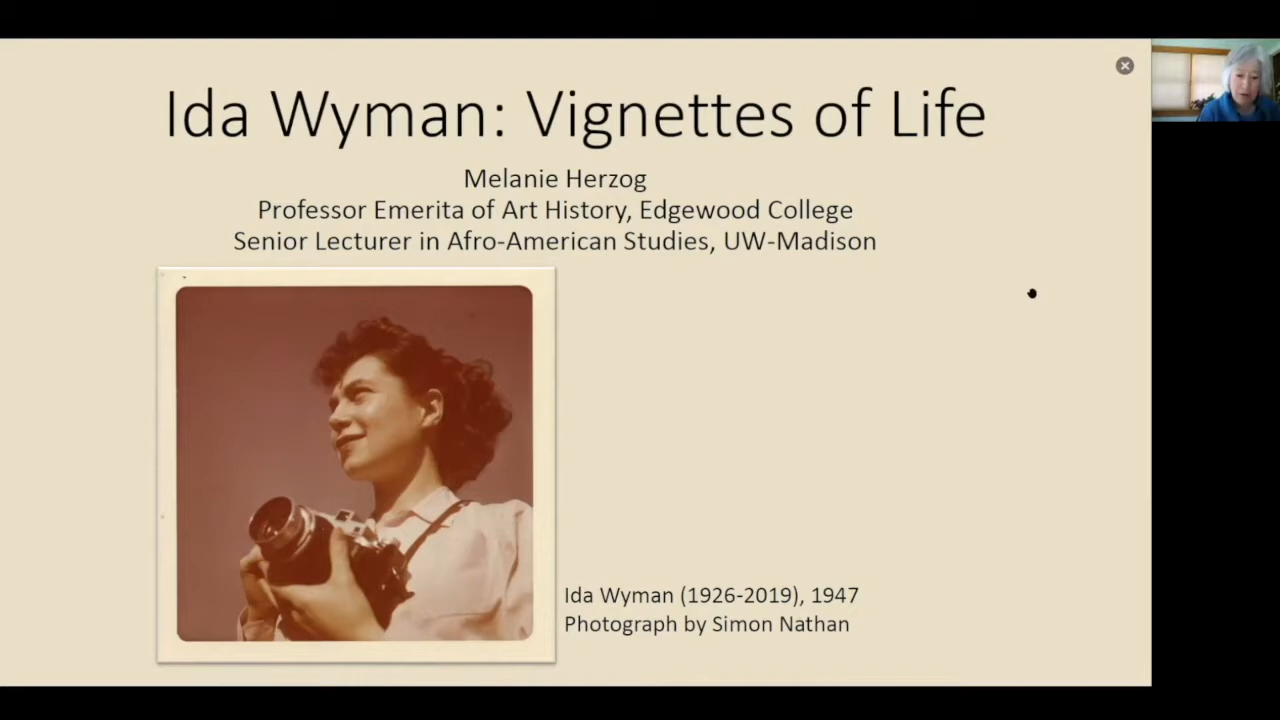 Ida Wyman: Vignettes of Life
Melanie Herzog
Professor Emerita of Art History, Edgewood College
Senior Lecturer in Afro-American Studies, UW-Madison
Ida Wyman (1926-2019), 1947
Photograph by Simon Nathan